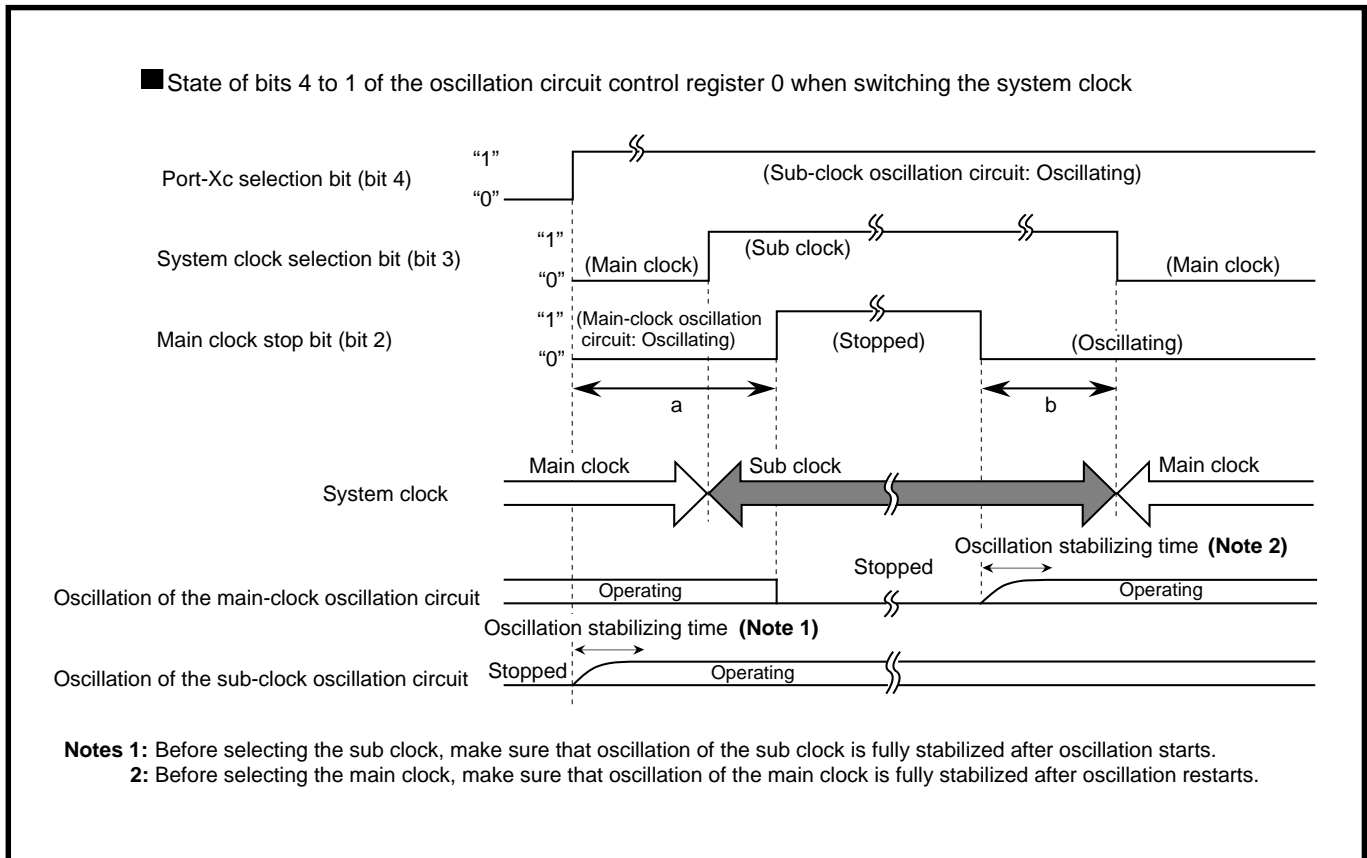 ■ State of bits 4 to 1 of the oscillation circuit control register 0 when switching the system clock
Port-Xc selection bit (bit 4)
“1”
“0”
(Sub-clock oscillation circuit: Oscillating)
System clock selection bit (bit 3)
“1”
“0”
(Main clock)
(Sub clock)
(Main clock)
Main clock stop bit (bit 2)
“1”
“0”
(Main-clock oscillation
circuit: Oscillating)
(Stopped)
(Oscillating)
a
b
System clock
Main clock
Sub clock
Main clock
Oscillation stabilizing time (Note 2)
Oscillation of the main-clock oscillation circuit
Operating
Stopped
Operating
Oscillation stabilizing time (Note 1)
Oscillation of the sub-clock oscillation circuit
Stopped
Operating
Notes 1: Before selecting the sub clock, make sure that oscillation of the sub clock is fully stabilized after oscillation starts.
2: Before selecting the main clock, make sure that oscillation of the main clock is fully stabilized after oscillation restarts.